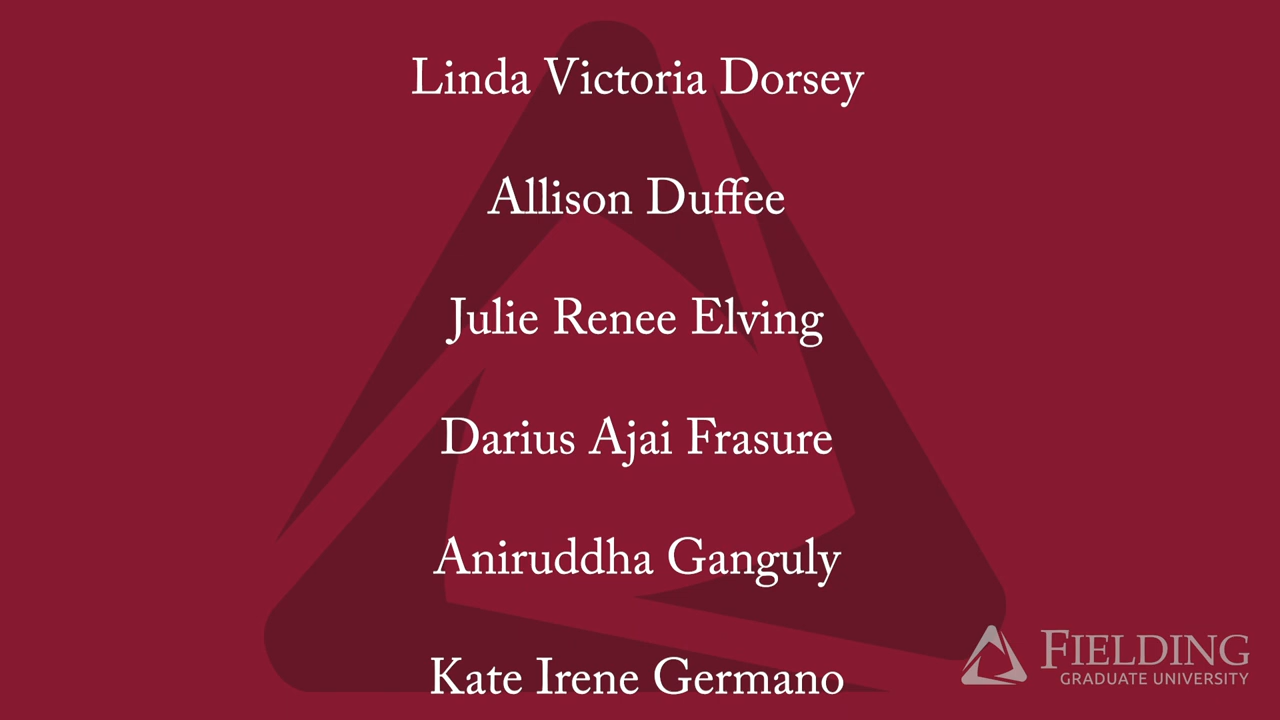 Linda Victoria Dorsey
Allison Duffee
Julie Renee Elving
Darius Ajai Frasure
Aniruddha Ganguly
Kate Irene Germano
FIELDING
GRADUATE UNIVERSITY